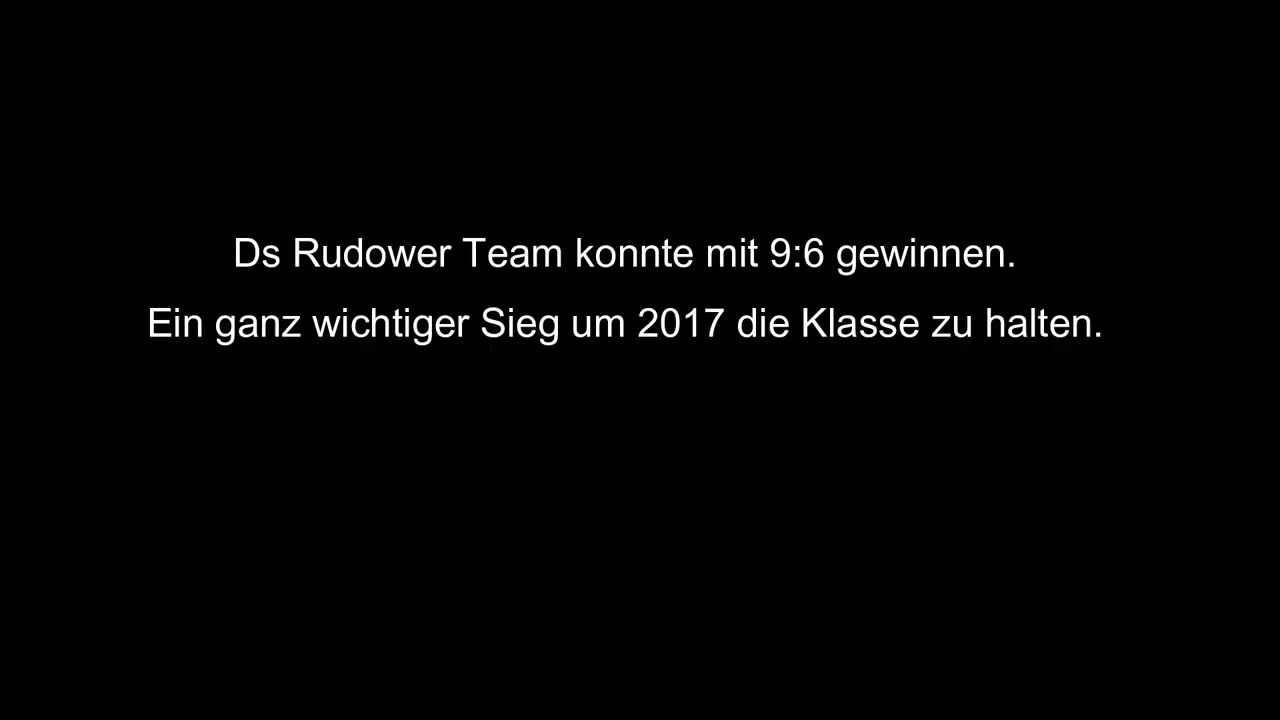 Ds Rudower Team konnte mit 9:6 gewinnen.
Ein ganz wichtiger Sieg um 2017 die Klasse zu halten.